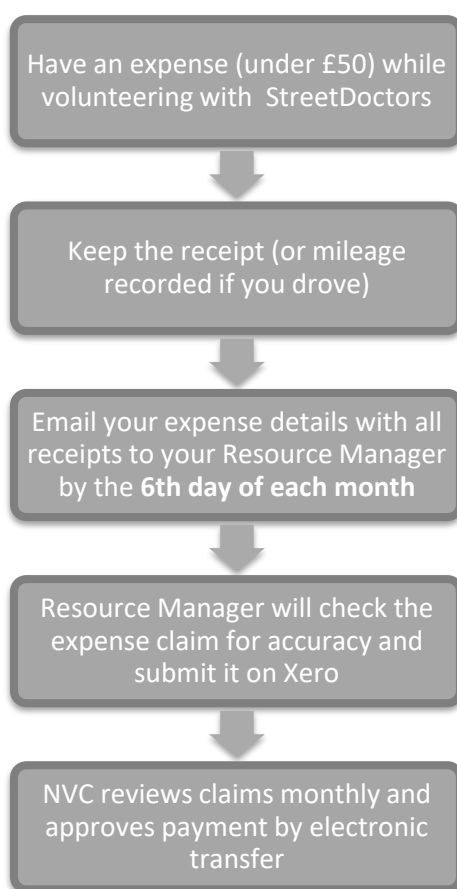 Have an expense (under £50) while
volunteering with  StreetDoctors
Keep the receipt (or mileage
recorded if you drove)
Email your expense details with all
receipts to your Resource Manager
by the 6th day of each month
Resource Manager will check the
expense claim for accuracy and
submit it on Xero
NVC reviews claims monthly and
approves payment by electronic
transfer